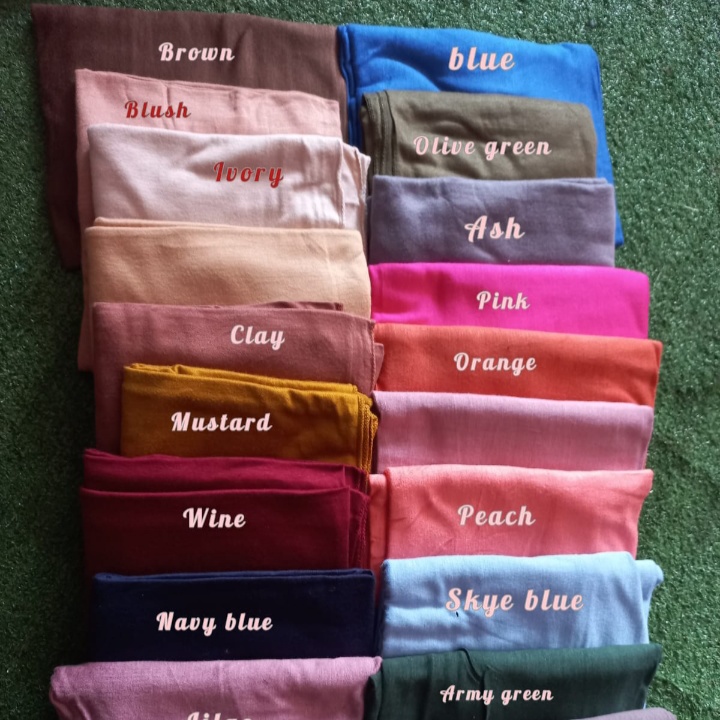 Brown
Blush
Ivory
Clay
Mustard
Wine
Navy blue
blue
Olive green
Ash
Pink
Orange
Peach
Skye blue
Army green